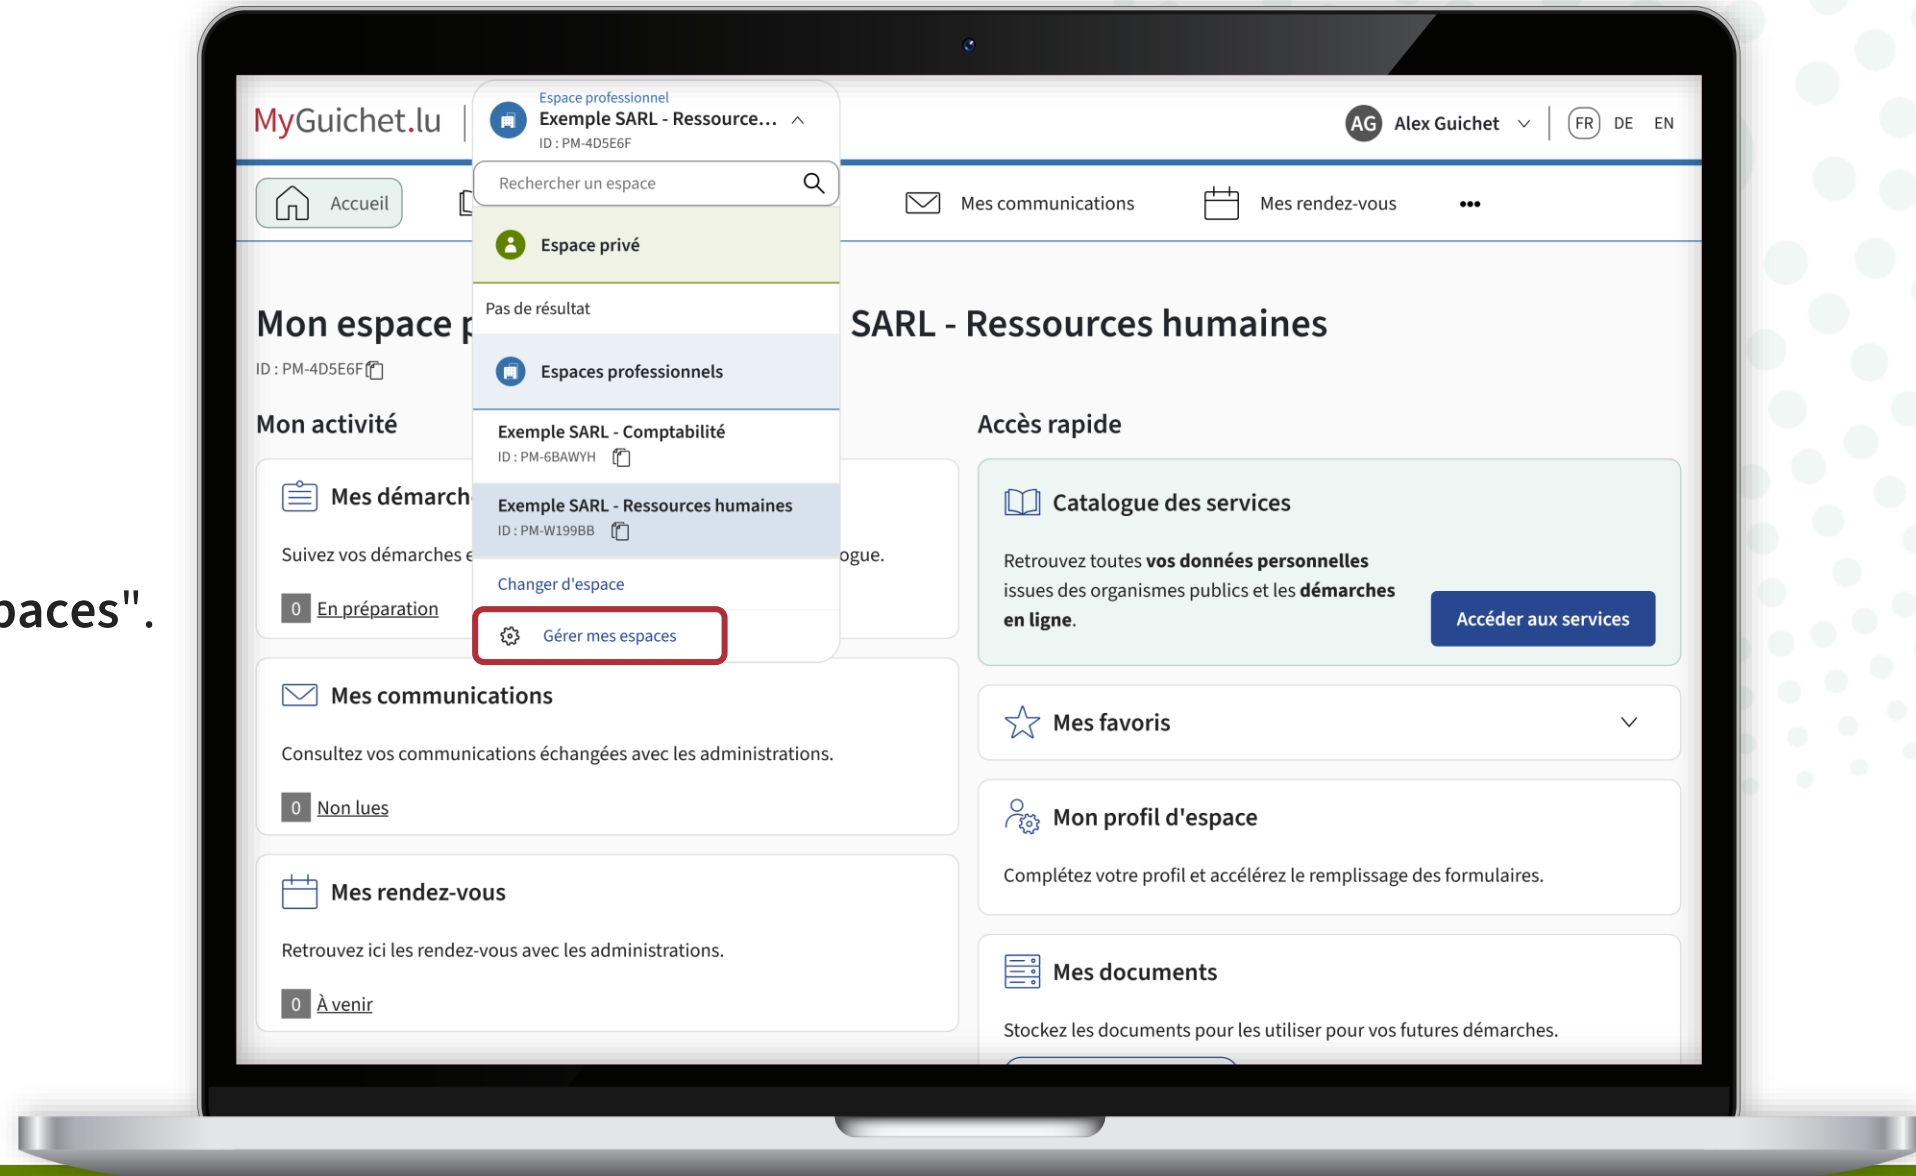 MyGuichet.lu
Espace professionnel
Exemple SARL - Ressource...
ID : PM-4D5E6F
AG Alex Guichet
FR DE EN
Rechercher un espace
Accueil
Mes communications
Mes rendez-vous
Espace privé
Pas de résultat
Espaces professionnels
Exemple SARL - Comptabilité
ID : PM-6BAWYH
Exemple SARL - Ressources humaines
ID : PM-W199BB
Changer d'espace
Gérer mes espaces
paces".
Mon espace p
SARL - Ressources humaines
ID : PM-4D5E6F
Mon activité
Mes démarch
Suivez vos démarches e
ogue.
0 En préparation
Mes communications
Consultez vos communications échangées avec les administrations.
0 Non lues
Mes rendez-vous
Retrouvez ici les rendez-vous avec les administrations.
0 À venir
Accès rapide
Catalogue des services
Retrouvez toutes vos données personnelles
issues des organismes publics et les démarches
en ligne.
Accéder aux services
Mes favoris
Mon profil d'espace
Complétez votre profil et accélérez le remplissage des formulaires.
Mes documents
Stockez les documents pour les utiliser pour vos futures démarches.